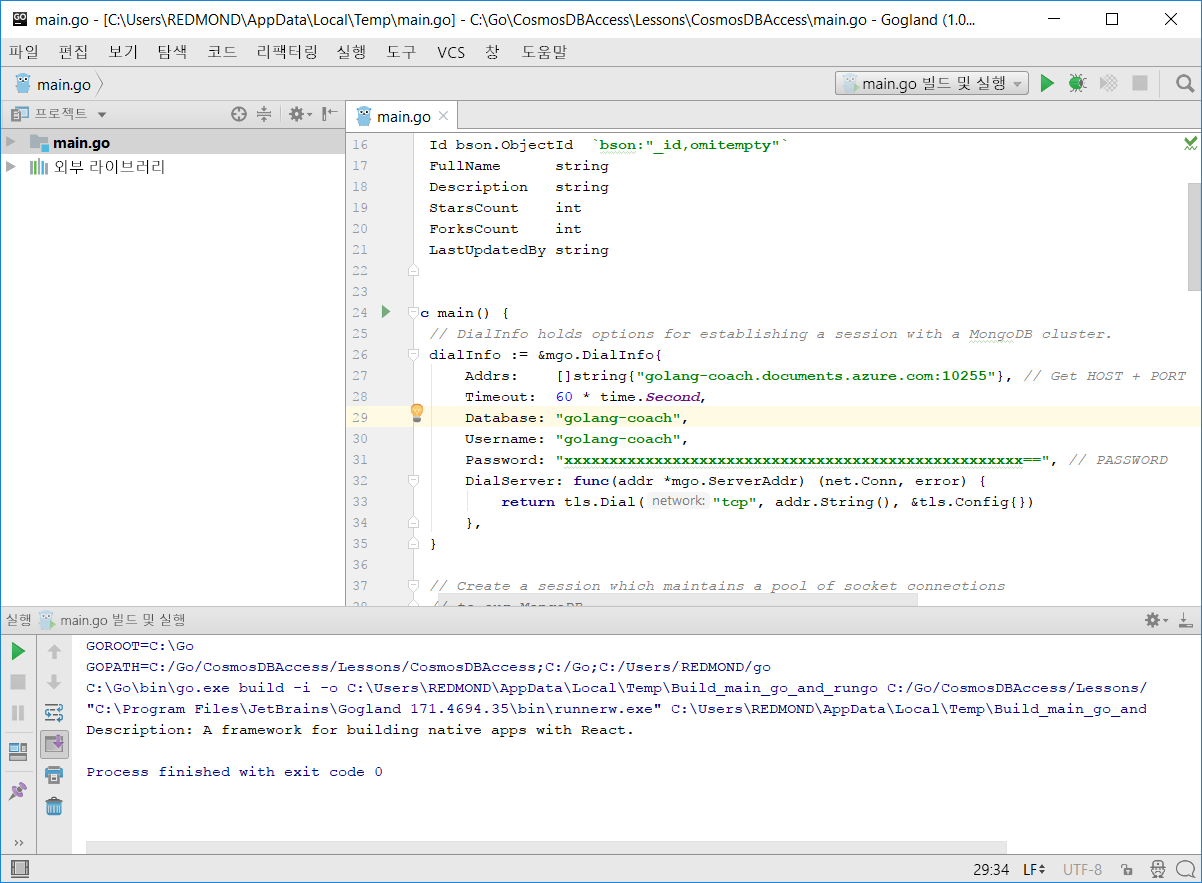 main.go - [C:\Users\REDMOND\AppData\Local\Temp\main.go] - C:\Go\CosmosDBAccess\Lessons\CosmosDBAccess\main.go - Gogland (1.0...
파일 편집 보기 탐색 코드 리팩터링 실행 도구 VCS 창 도움말
main.go
main.go 빌드 및 실행
프로젝트
main.go
main.go
외부 라이브러리
16 Id bson.ObjectId `bson:"_id,omitempty"`
17 FullName string
18 Description string
19 StarsCount int
20 ForksCount int
21 LastUpdatedBy string
22
23
24 c main() {
25 // DialInfo holds options for establishing a session with a MongoDB cluster.
26 dialInfo := &mgo.DialInfo{
27 Addrs: []string{"golang-coach.documents.azure.com:10255"}, // Get HOST + PORT
28 Timeout: 60 * time.Second,
29 Database: "golang-coach",
30 Username: "golang-coach",
31 Password: "xxxxxxxxxxxxxxxxxxxxxxxxxxxxxxxxxxxxxxxxxxxxxxxxxxx==", // PASSWORD
32 DialServer: func(addr *mgo.ServerAddr) (net.Conn, error) {
33 return tls.Dial( network: "tcp", addr.String(), &tls.Config{})
34 },
35 }
36
37 // Create a session which maintains a pool of socket connections
38 // to our MongoDB
실행 main.go 빌드 및 실행
GOROOT=C:\Go
GOPATH=C:/Go/CosmosDBAccess/Lessons/CosmosDBAccess;C:/Go;C:/Users/REDMOND/go
C:\Go\bin\go.exe build -i -o C:\Users\REDMOND\AppData\Local\Temp\Build_main_go_and_rungo C:/Go/CosmosDBAccess/Lessons/
"C:\Program Files\JetBrains\Gogland 171.4694.35\bin\runnerw.exe" C:\Users\REDMOND\AppData\Local\Temp\Build_main_go_and
Description: A framework for building native apps with React.
Process finished with exit code 0
29:34 LF UTF-8